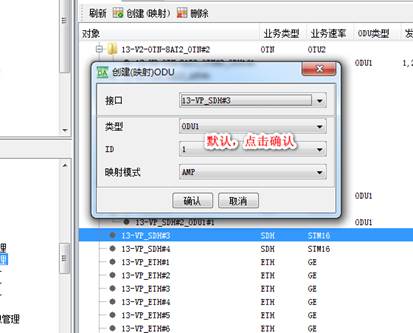 刷新 创建(映射) 删除
对象 业务类型 业务速率 ODU类型
13-V2-OTN-SAT2_OTN#2 OTN OTU2
ODU1 1,2
创建(映射)ODU
接口 13-VP_SDH#3
类型 ODU1
默认，点击确认
ID 1
映射模式 AMP
ODU1
确认 取消
13-VP_SDH#2_ODU1#1 ODU1
13-VP_SDH#3 SDH STM16
13-VP_SDH#4 SDH STM16
13-VP_ETH#1 ETH GE
13-VP_ETH#2 ETH GE
13-VP_ETH#3 ETH GE
13-VP_ETH#4 ETH GE
13-VP_ETH#5 ETH GE
13-VP_ETH#6 ETH GE
理
管理